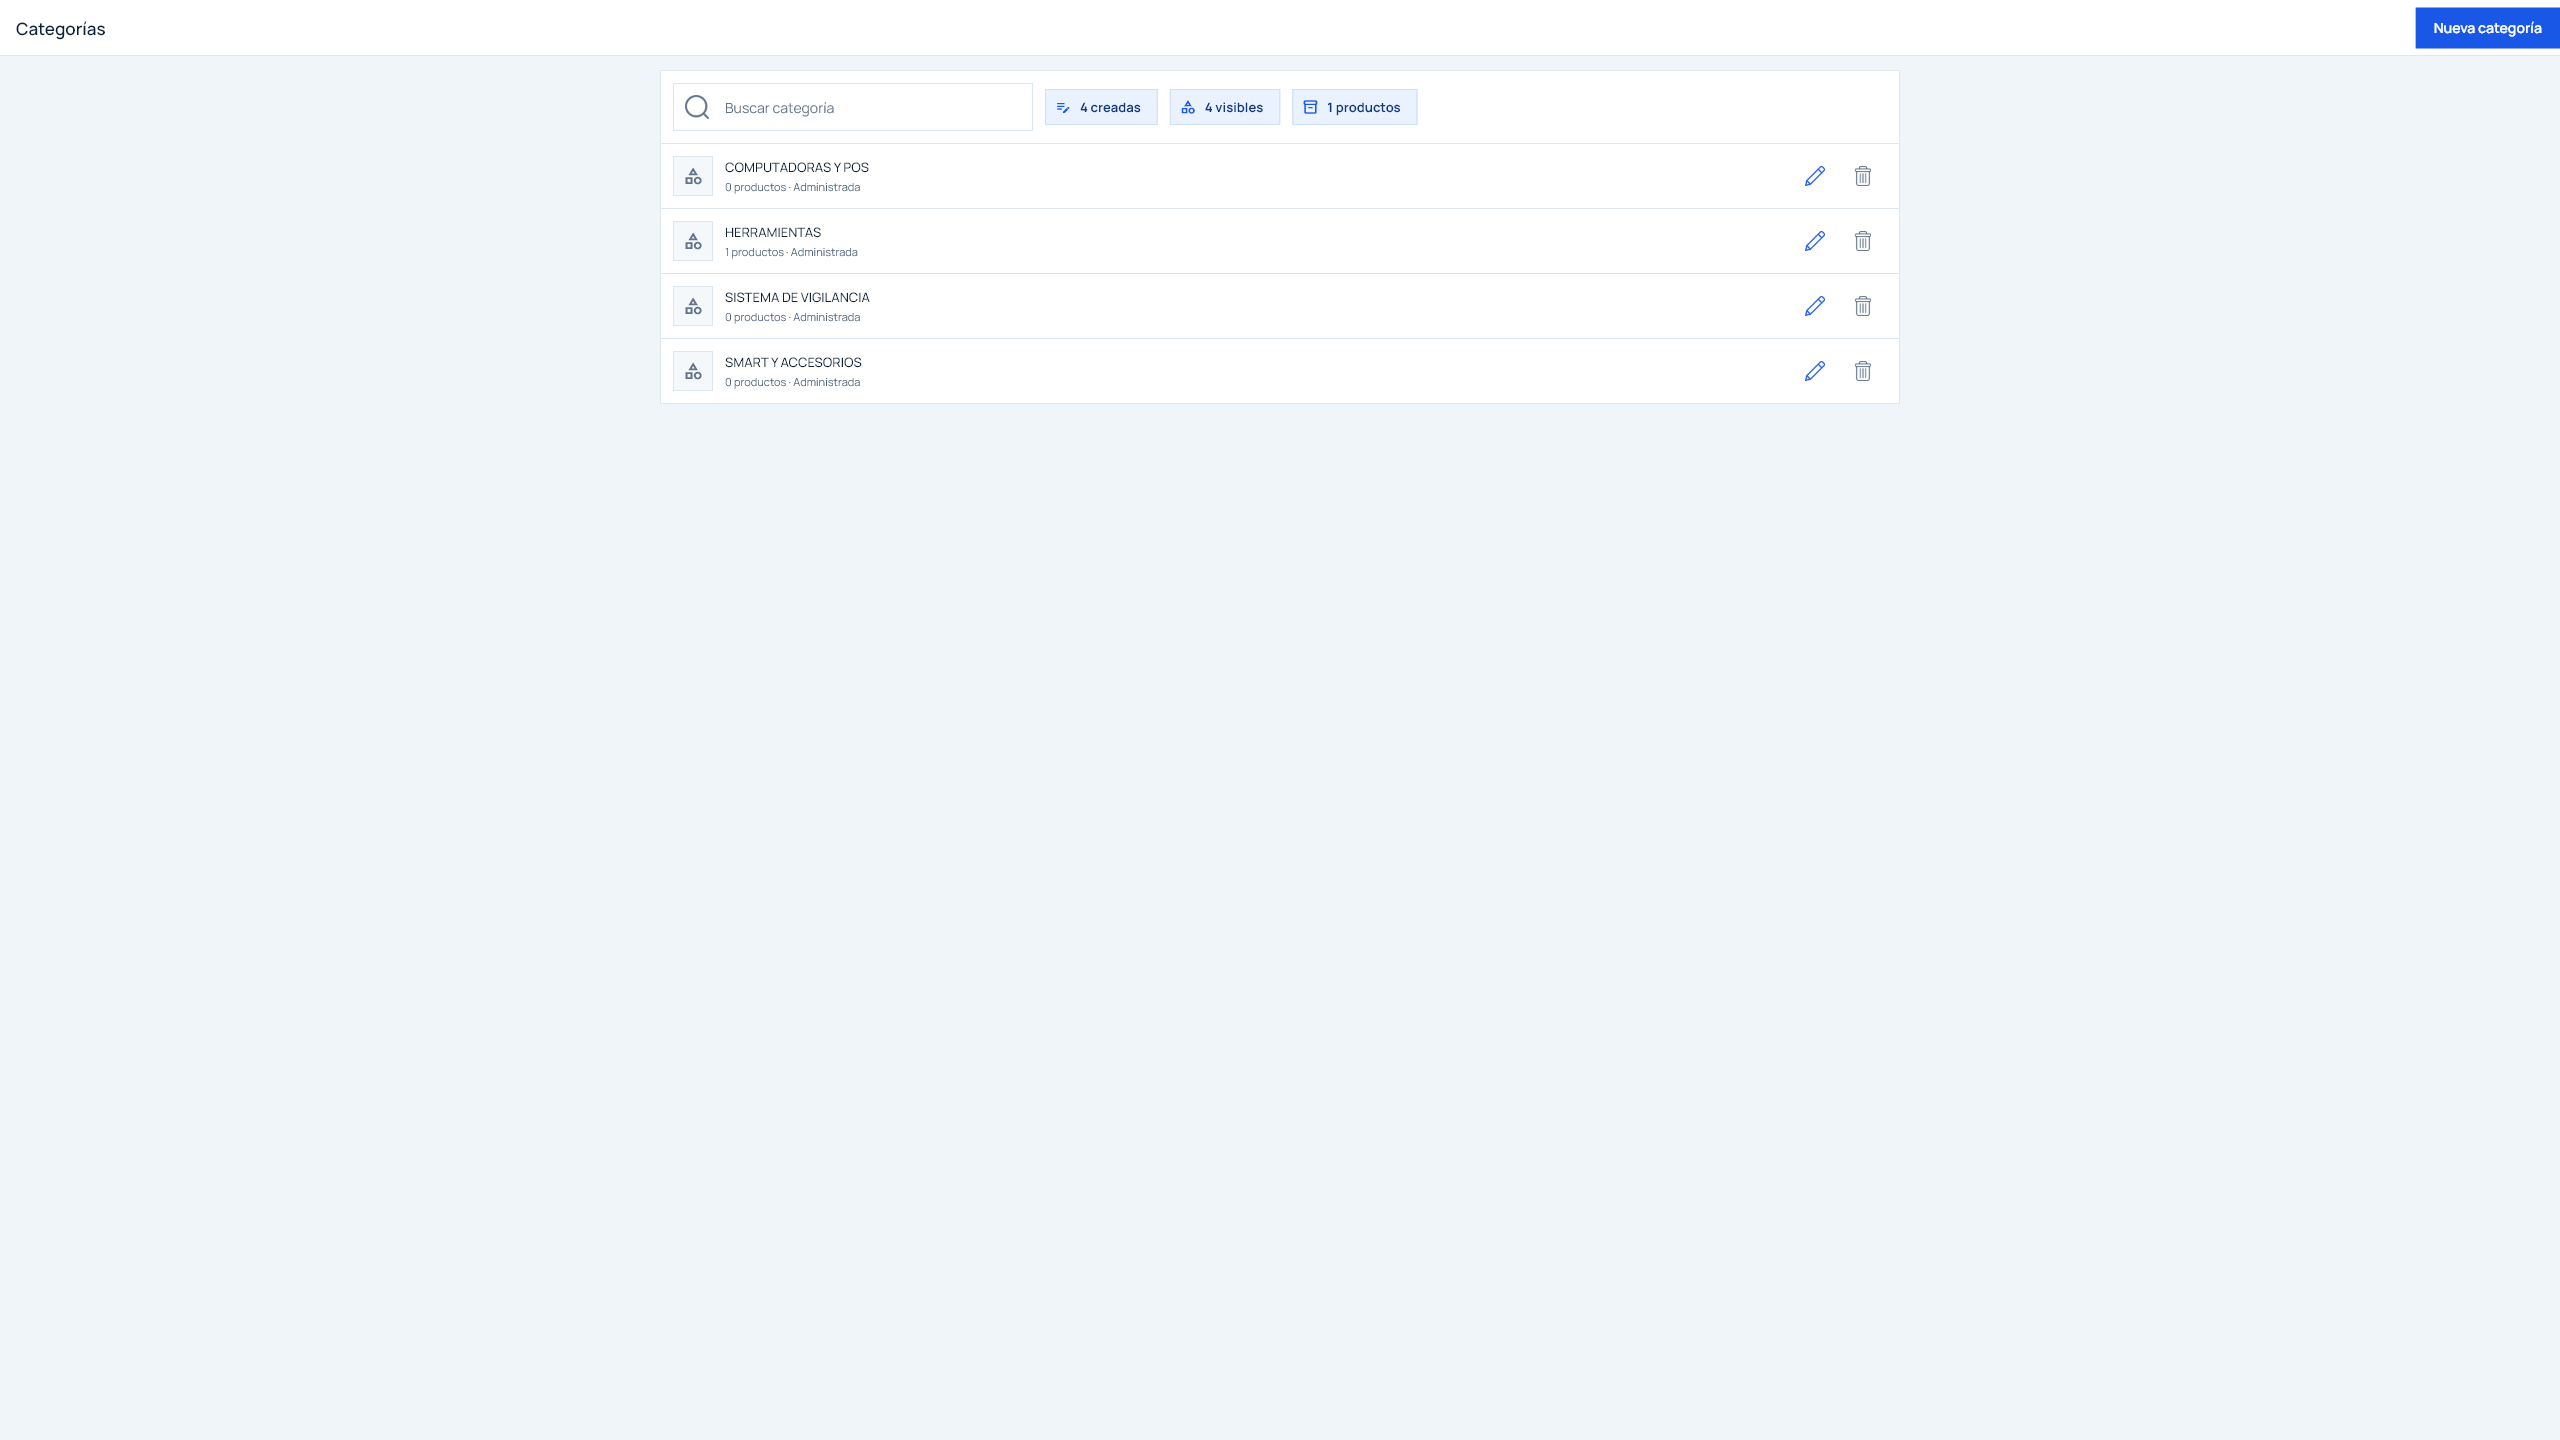 Categorías
Nueva categoría
Buscar categoría
4 creadas
4 visibles
1 productos
COMPUTADORAS Y POS
0 productos · Administrada
HERRAMIENTAS
1 productos · Administrada
SISTEMA DE VIGILANCIA
0 productos · Administrada
SMART Y ACCESORIOS
0 productos · Administrada